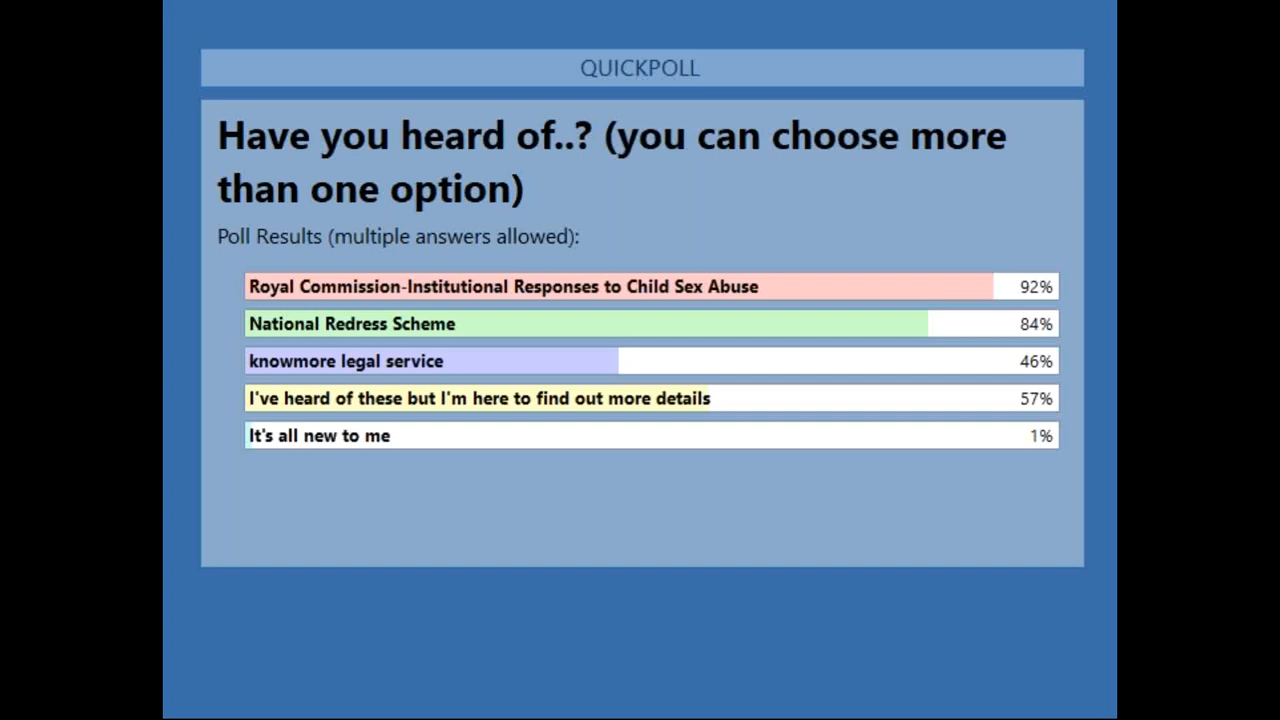 QUICKPOLL
Have you heard of..? (you can choose more
than one option)
Poll Results (multiple answers allowed):
Royal Commission-Institutional Responses to Child Sex Abuse 92%
National Redress Scheme 84%
knowmore legal service 46%
I've heard of these but I'm here to find out more details 57%
It's all new to me 1%